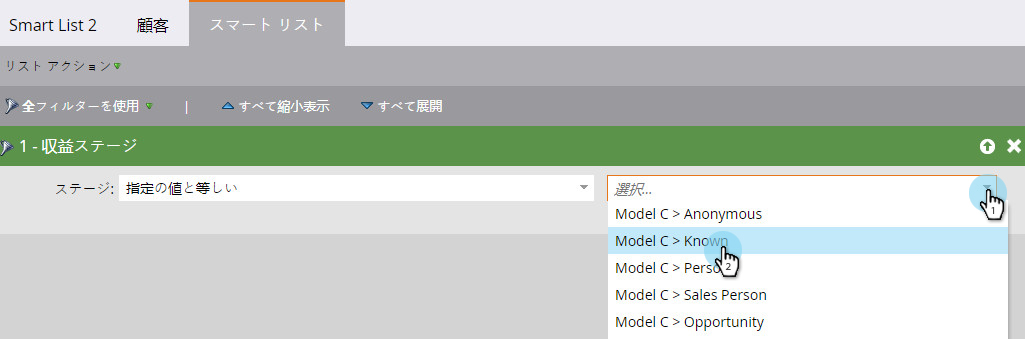 Smart List 2 顧客 スマート リスト
リスト アクション
全フィルターを使用 | すべて縮小表示 すべて展開
1 - 収益ステージ
ステージ: 指定の値と等しい 選択...
1
Model C > Anonymous
Model C > Known
2
Model C > Person
Model C > Sales Person
Model C > Opportunity